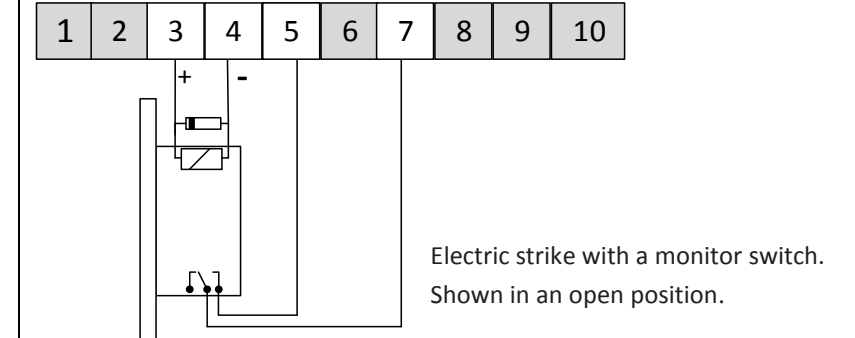 1 2 3 4 5 6 7 8 9 10
+ -
Electric strike with a monitor switch.
Shown in an open position.